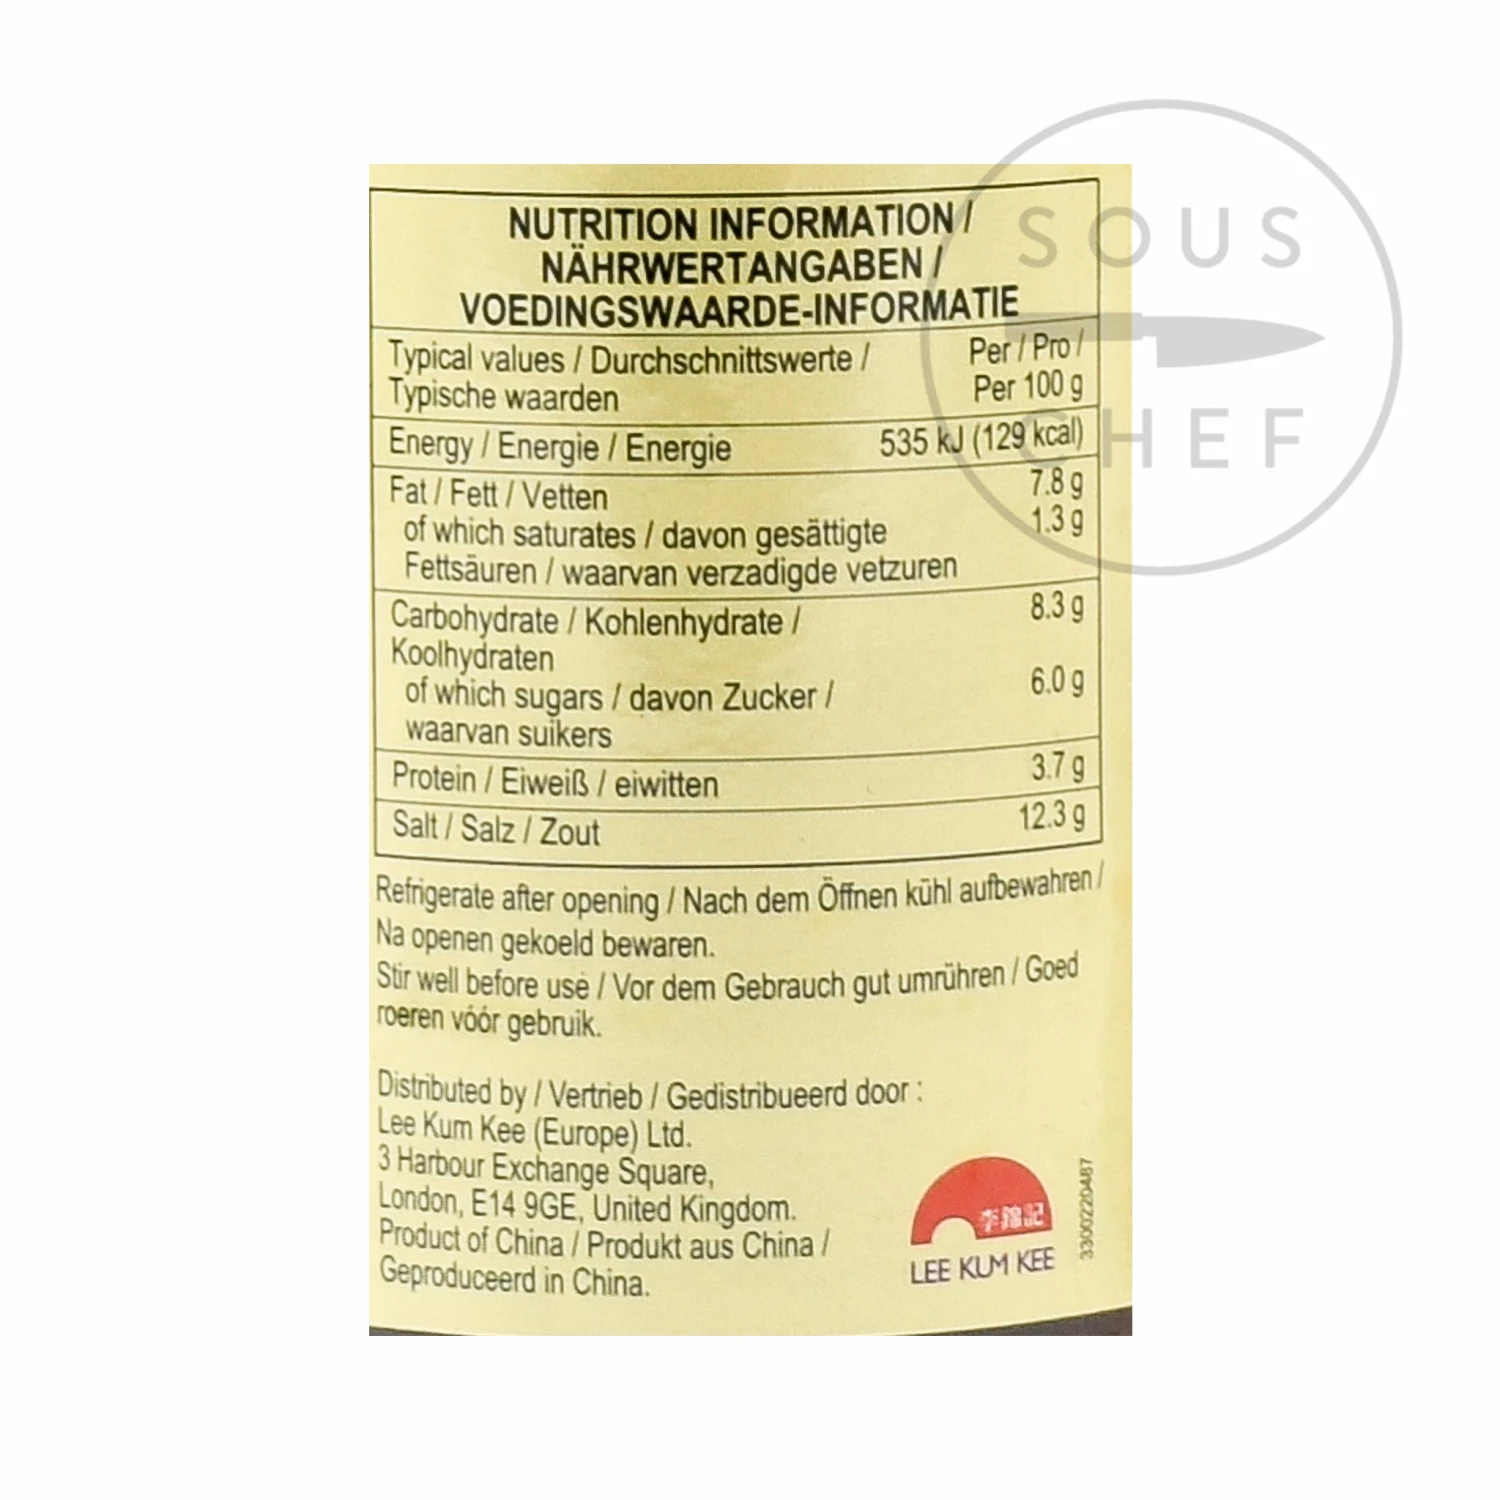 SOUS
CHEF
NUTRITION INFORMATION /
NÄHRWERTANGABEN /
VOEDINGSWAARDE-INFORMATIE
Typical values / Durchschnittswerte / Per / Pro /
Typische waarden Per 100 g
Energy / Energie / Energie 535 kJ (129 kcal)
Fat / Fett / Vetten 7.8 g
of which saturates / davon gesättigte 1.3 g
Fettsäuren / waarvan verzadigde vetzuren
Carbohydrate / Kohlenhydrate / 8.3 g
Koolhydraten
of which sugars / davon Zucker / 6.0 g
waarvan suikers
Protein / Eiweiß / eiwitten 3.7 g
Salt / Salz / Zout 12.3 g
Refrigerate after opening / Nach dem Öffnen kühl aufbewahren /
Na openen gekoeld bewaren.
Stir well before use / Vor dem Gebrauch gut umrühren / Goed
roeren vóór gebruik.
Distributed by / Vertrieb / Gedistribueerd door :
Lee Kum Kee (Europe) Ltd.
3 Harbour Exchange Square,
London, E14 9GE, United Kingdom.
Product of China / Produkt aus China /
Geproduceerd in China.
李錦記
LEE KUM KEE
3300220487